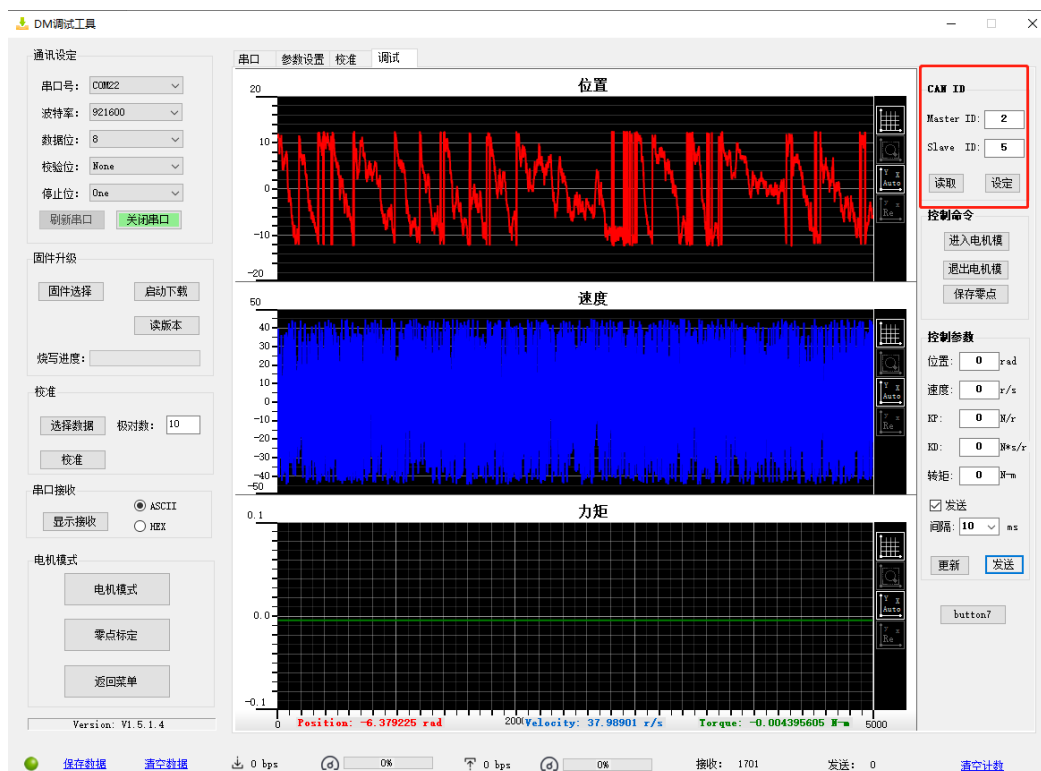 DM调试工具
通讯设定
串口号: COM22
波特率: 921600
数据位: 8
校验位: None
停止位: One
刷新串口 关闭串口
固件升级
固件选择 启动下载
读版本
烧写进度:
校准
选择数据 极对数: 10
校准
串口接收
显示接收 ASCII
HEX
电机模式
电机模式
零点标定
返回菜单
Version: V1.5.1.4
串口 参数设置 校准 调试
位置
20
10
0
-10
-20
Y X
Auto
Y X
Re
速度
50
40
30
20
10
0
-10
-20
-30
-40
-50
Y X
Auto
Y X
Re
力矩
0.1
0.0
-0.1
Y X
Auto
Y X
Re
0 Position: -6.379225 rad 200 Velocity: 37.98901 r/s Torque: -0.004395605 N-m 5000
CAN ID
Master ID: 2
Slave ID: 5
读取 设定
控制命令
进入电机模
退出电机模
保存零点
控制参数
位置: 0 rad
速度: 0 r/s
KP: 0 N/r
KD: 0 N*s/r
转矩: 0 N-m
发送
间隔: 10 ms
更新 发送
button7
保存数据 清空数据 0 bps 0% 0 bps 0% 接收: 1701 发送: 0 清空计数